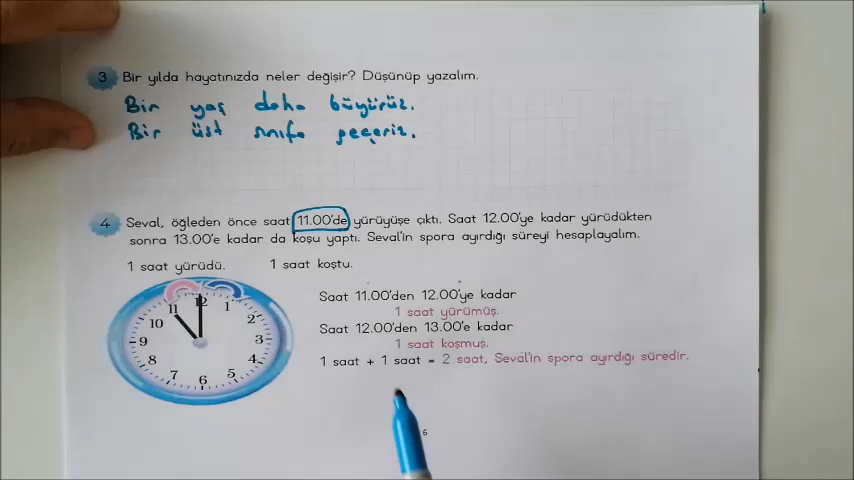 3 Bir yılda hayatınızda neler değişir? Düşünüp yazalım.
Bir yaş daha büyürüz.
Bir üst sınıfa geçeriz.
4 Seval, öğleden önce saat 11.00'de yürüyüşe çıktı. Saat 12.00'ye kadar yürüdükten
sonra 13.00'e kadar da koşu yaptı. Seval'in spora ayırdığı süreyi hesaplayalım.
1 saat yürüdü. 1 saat koştu.
Saat 11.00'den 12.00'ye kadar
1 saat yürümüş.
Saat 12.00'den 13.00'e kadar
1 saat koşmuş.
1 saat + 1 saat = 2 saat, Seval'in spora ayırdığı süredir.
12
11 1
10 2
9 3
8 4
7 5
6
6